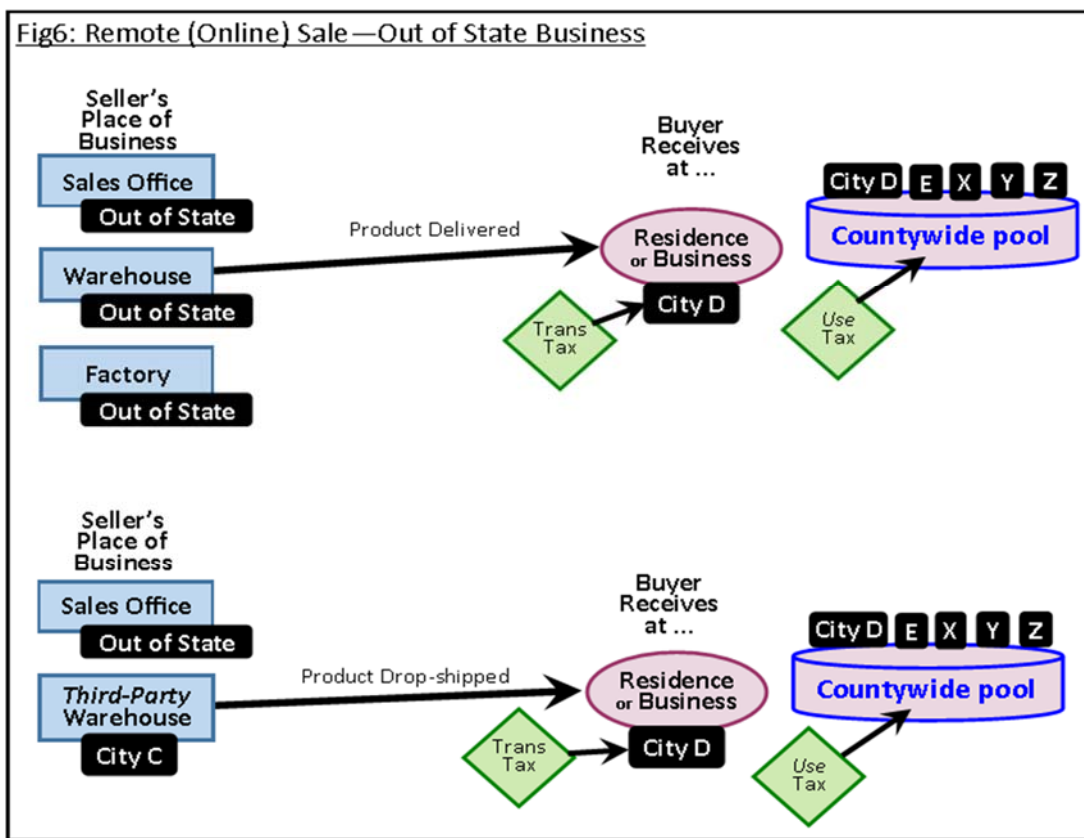 Fig6: Remote (Online) Sale—Out of State Business
Seller's
Place of
Business
Sales Office
Out of State
Warehouse
Out of State
Factory
Out of State
Product Delivered
Buyer
Receives
at ...
Residence
or Business
City D
Trans
Tax
City D E X Y Z
Countywide pool
Use
Tax
Seller's
Place of
Business
Sales Office
Out of State
Third-Party
Warehouse
City C
Product Drop-shipped
Buyer
Receives
at ...
Residence
or Business
City D
Trans
Tax
City D E X Y Z
Countywide pool
Use
Tax